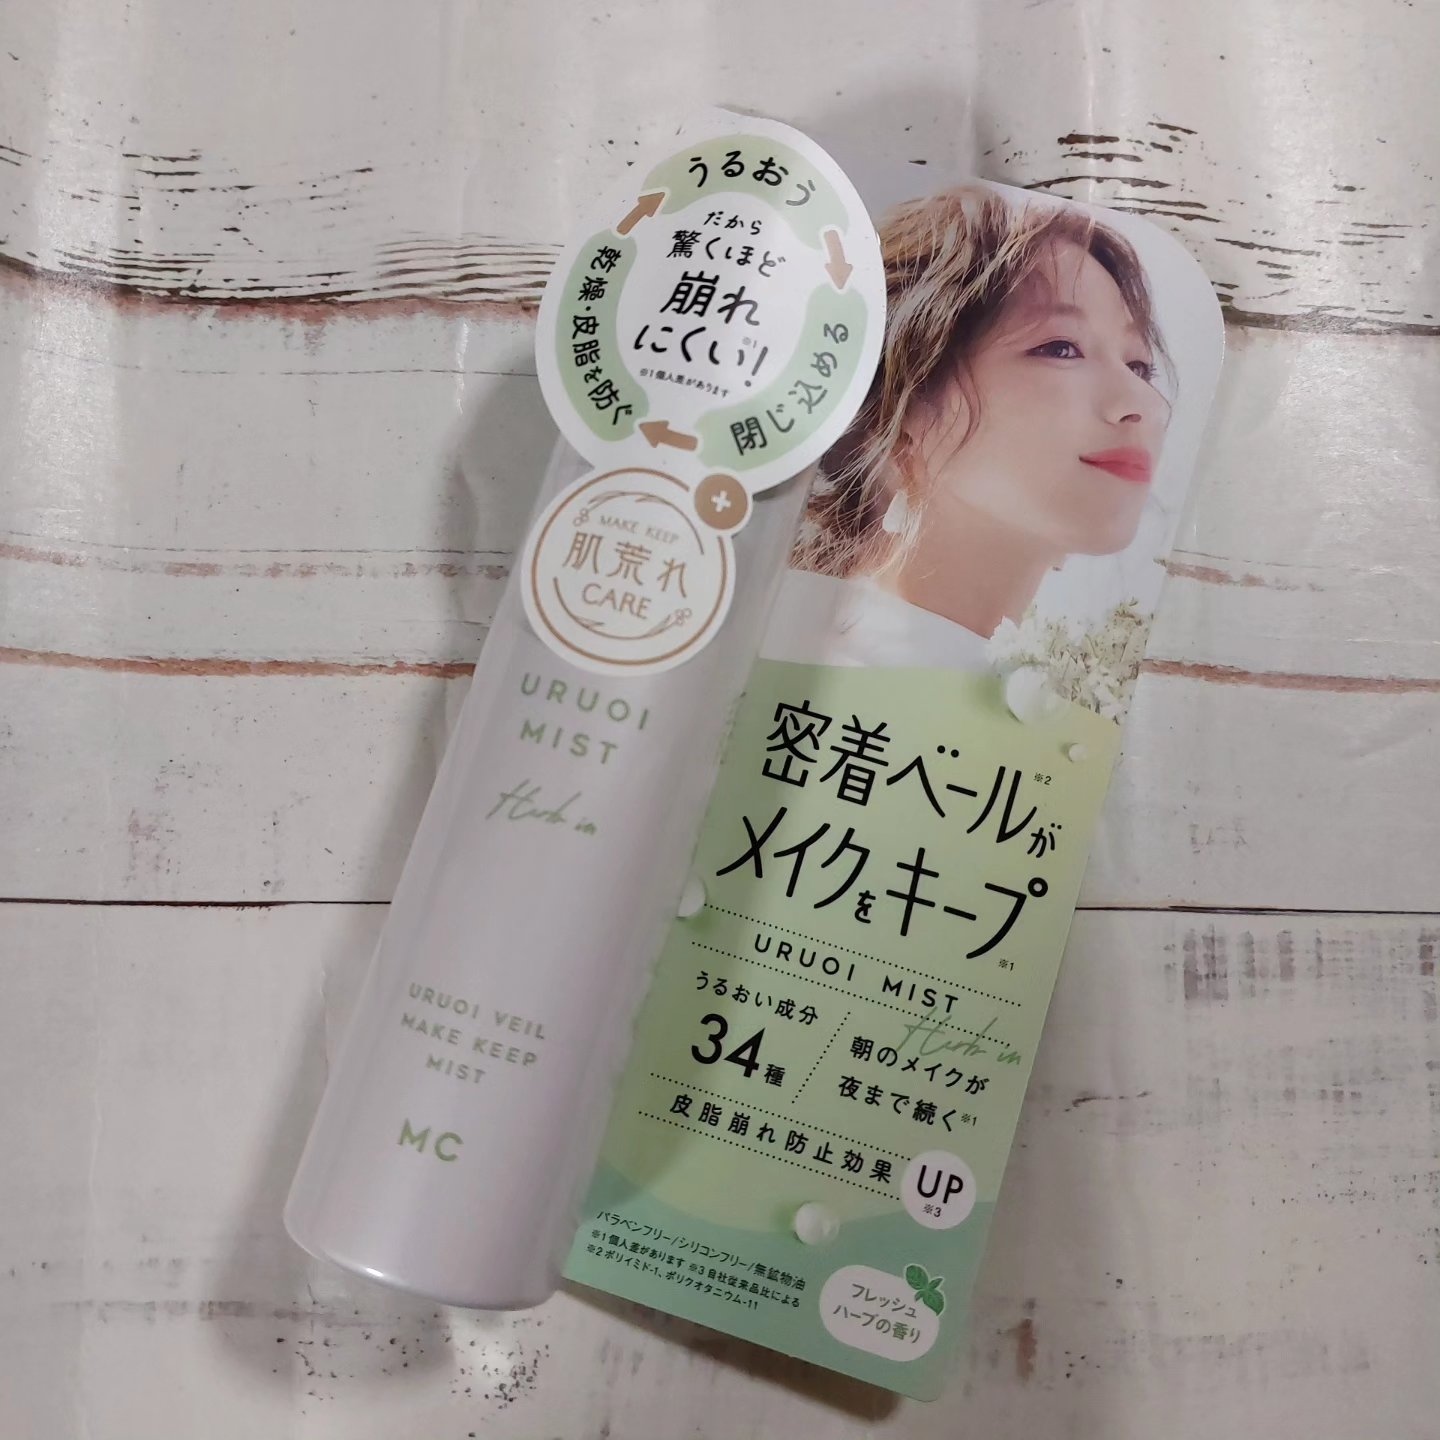 うるおう
閉じ込める
乾燥・皮脂を防ぐ
だから
驚くほど
崩れ
にくい!※1
※1個人差があります
MAKE KEEP
肌荒れ
CARE
URUOI
MIST
Herb in
URUOI VEIL
MAKE KEEP
MIST
MC
密着ベール※2が
メイクをキープ※1
URUOI MIST
Herb in
うるおい成分
34種
朝のメイクが
夜まで続く※1
皮脂崩れ防止効果
UP
※3
パラベンフリー/シリコンフリー/無鉱物油
※1個人差があります ※3自社従来品比による
※2ポリイミド-1、ポリクオタニウム-11
フレッシュ
ハーブの香り